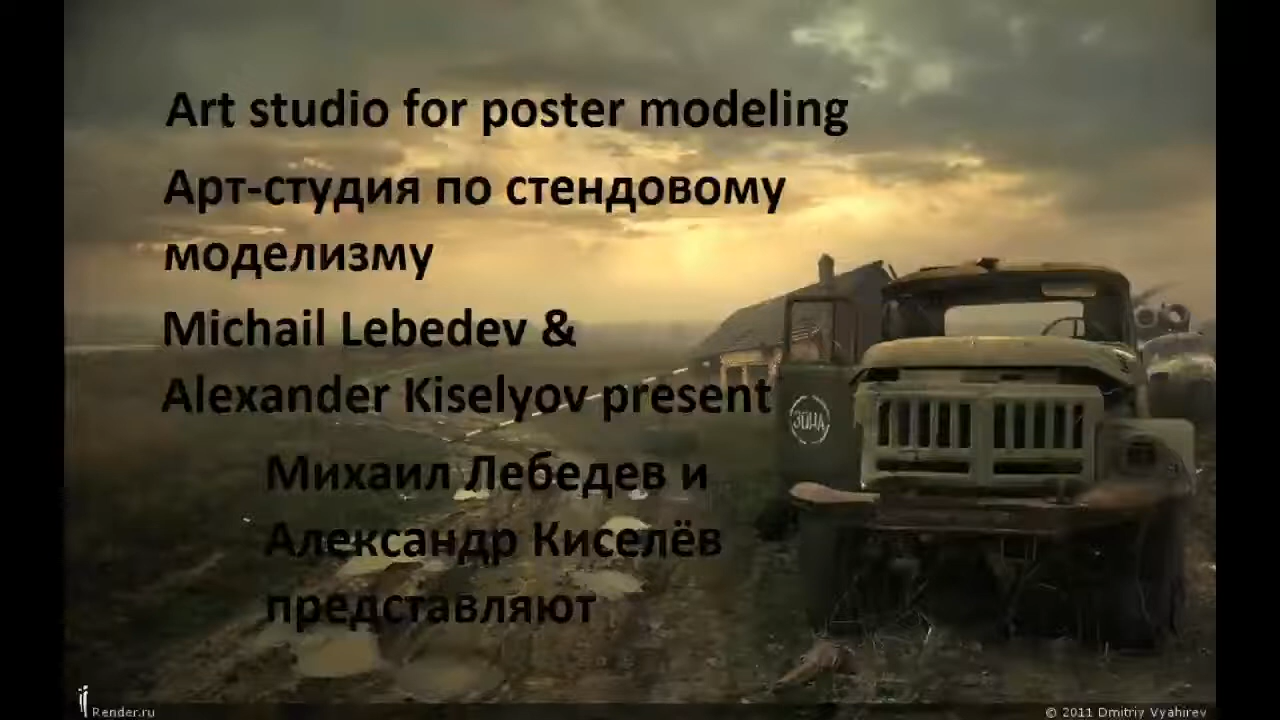 Art studio for poster modeling
Арт-студия по стендовому
моделизму
Michail Lebedev &
Alexander Kiselyov present
ЗОНА
Михаил Лебедев и
Александр Киселёв
представляют
Render.ru
© 2011 Dmitriy Vyahirev